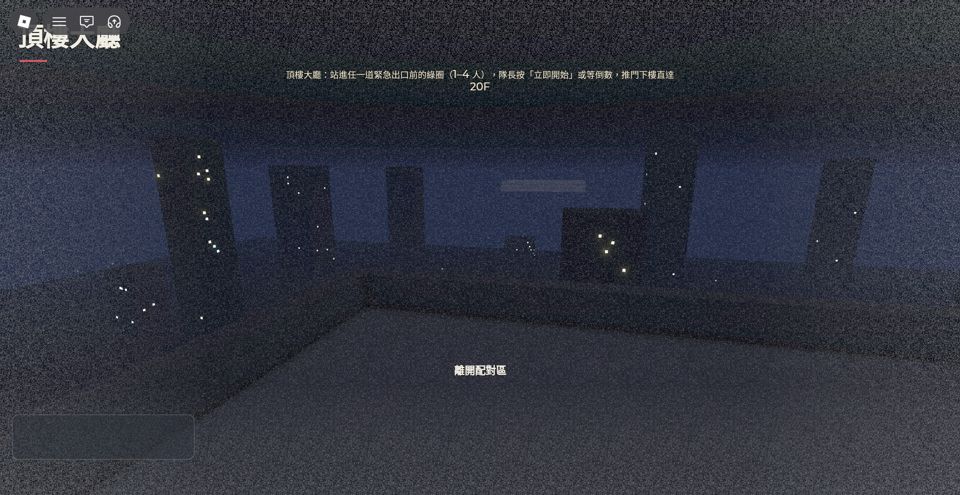 頂樓大廳
頂樓大廳：站進任一道緊急出口前的綠圈（1–4 人），隊長按「立即開始」或等倒數，推門下樓直達
20F
離開配對區